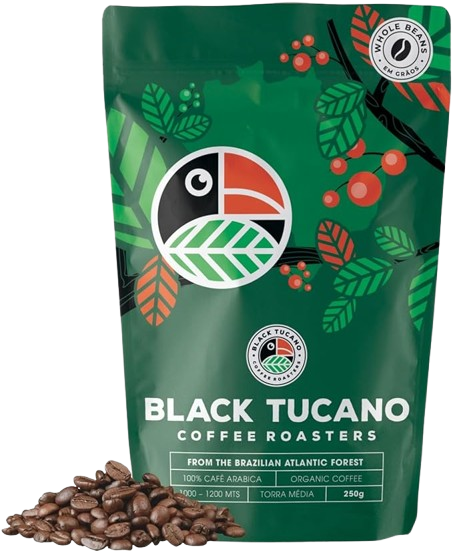 WHOLE BEANS
EM GRÃOS
BLACK TUCANO
COFFEE ROASTERS
BLACK TUCANO
COFFEE ROASTERS
FROM THE BRAZILIAN ATLANTIC FOREST
100% CAFÉ ARABICA
ORGANIC COFFEE
1000 – 1200 MTS
TORRA MÉDIA
250g